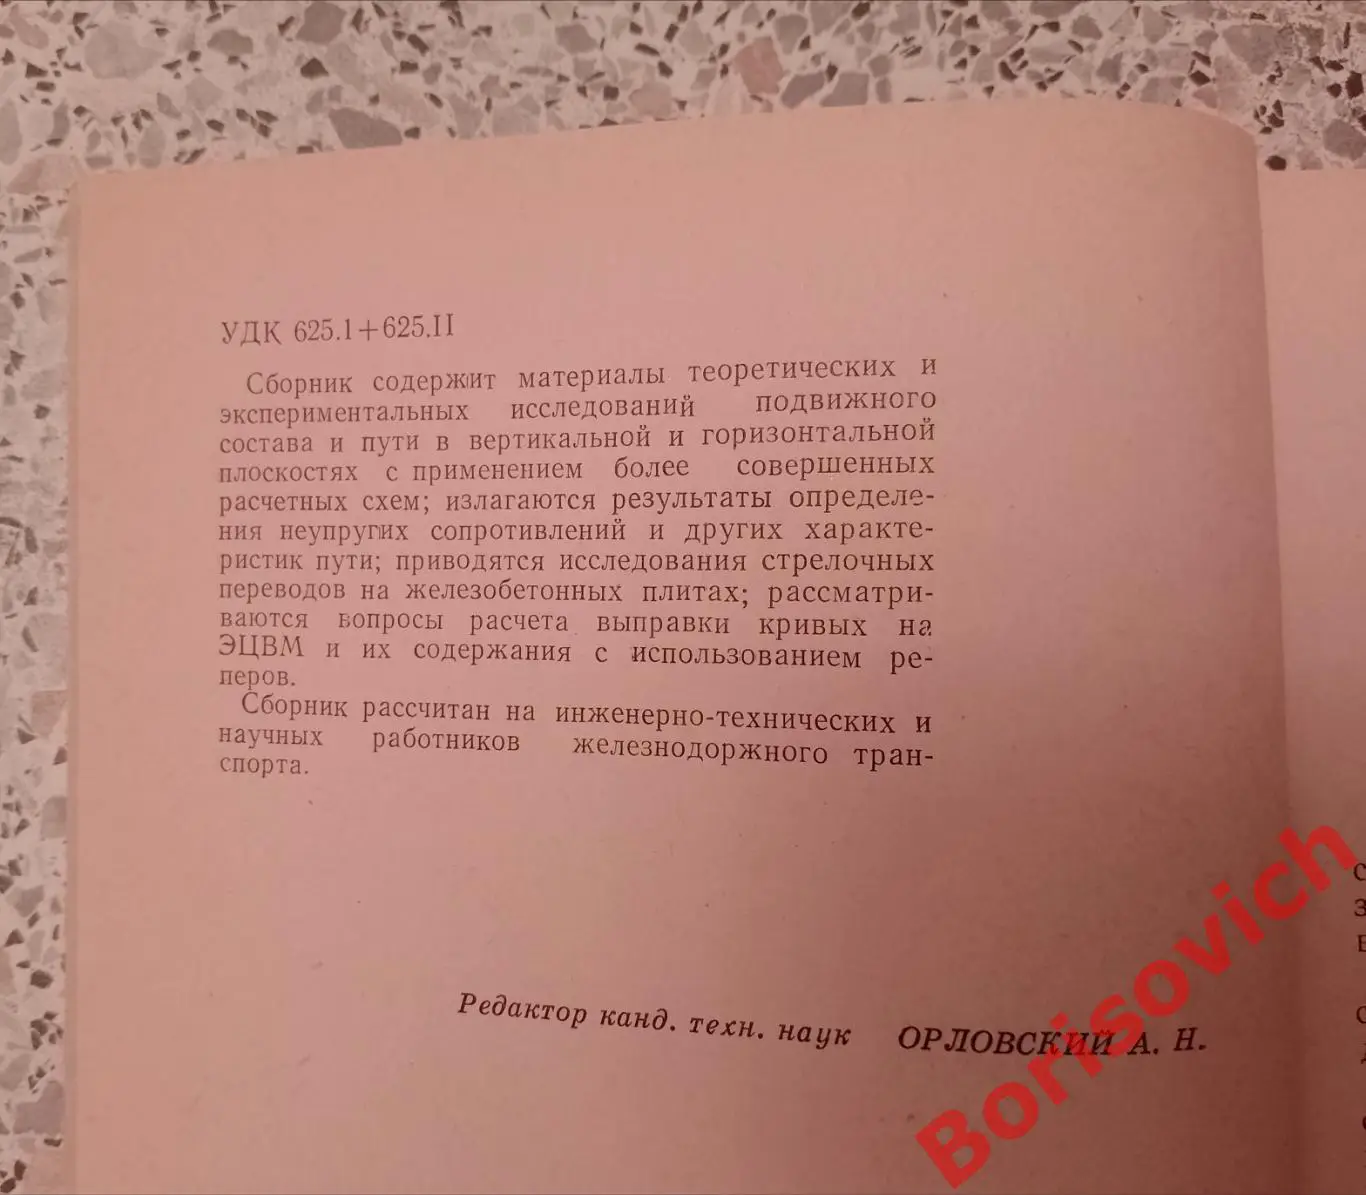 УДК 625.1+625.II
Сборник содержит материалы теоретических и
экспериментальных исследований подвижного
состава и пути в вертикальной и горизонтальной
плоскостях с применением более совершенных
расчетных схем; излагаются результаты определе-
ния неупругих сопротивлений и других характе-
ристик пути; приводятся исследования стрелочных
переводов на железобетонных плитах; рассматри-
ваются вопросы расчета выправки кривых на
ЭЦВМ и их содержания с использованием ре-
перов.
Сборник рассчитан на инженерно-технических и
научных работников железнодоржного тран-
спорта.
Редактор канд. техн. наук ОРЛОВСКИЙ А. Н.
Borisovich